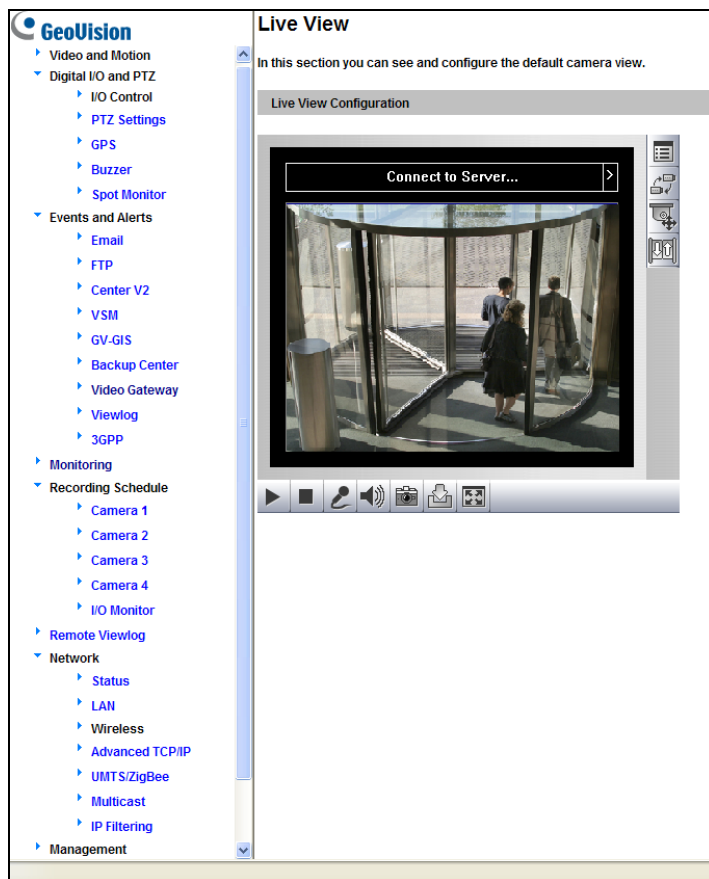 GeoVision
Video and Motion
Digital I/O and PTZ
I/O Control
PTZ Settings
GPS
Buzzer
Spot Monitor
Events and Alerts
Email
FTP
Center V2
VSM
GV-GIS
Backup Center
Video Gateway
Viewlog
3GPP
Monitoring
Recording Schedule
Camera 1
Camera 2
Camera 3
Camera 4
I/O Monitor
Remote Viewlog
Network
Status
LAN
Wireless
Advanced TCP/IP
UMTS/ZigBee
Multicast
IP Filtering
Management
Live View
In this section you can see and configure the default camera view.
Live View Configuration
Connect to Server...